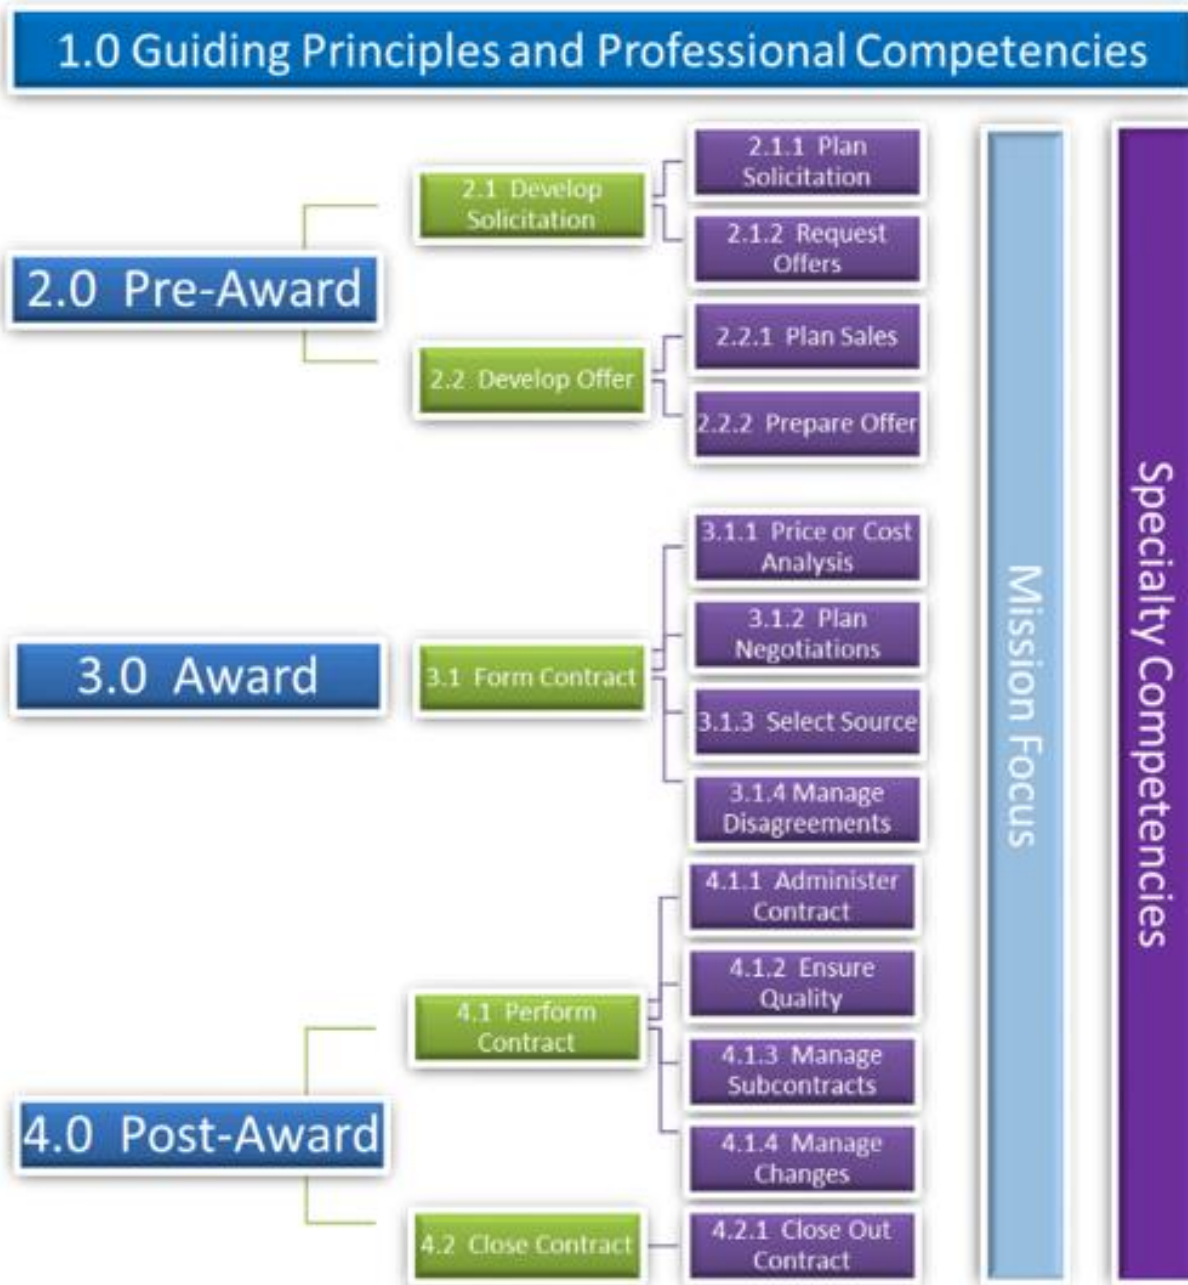 1.0 Guiding Principles and Professional Competencies
2.0 Pre-Award
2.1 Develop
Solicitation
2.1.1 Plan
Solicitation
2.1.2 Request
Offers
2.2 Develop Offer
2.2.1 Plan Sales
2.2.2 Prepare Offer
3.0 Award
3.1 Form Contract
3.1.1 Price or Cost
Analysis
3.1.2 Plan
Negotiations
3.1.3 Select Source
3.1.4 Manage
Disagreements
4.0 Post-Award
4.1 Perform
Contract
4.1.1 Administer
Contract
4.1.2 Ensure
Quality
4.1.3 Manage
Subcontracts
4.1.4 Manage
Changes
4.2 Close Contract
4.2.1 Close Out
Contract
Mission Focus
Specialty Competencies